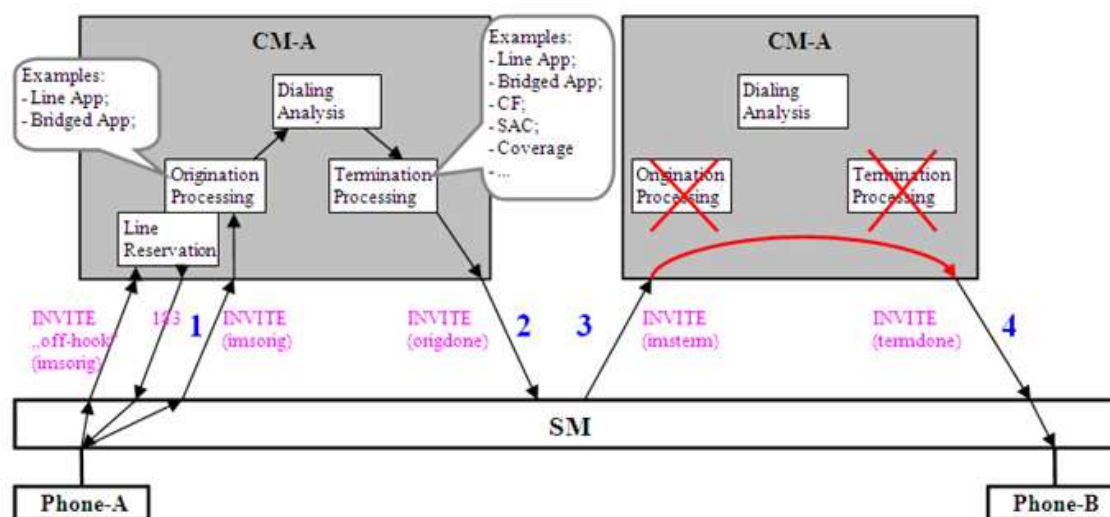 CM-A
Examples:
- Line App;
- Bridged App;
Dialing
Analysis
Examples:
- Line App;
- Bridged App;
- CF;
- SAC;
- Coverage
- ...
Origination
Processing
Termination
Processing
Line
Reservation
CM-A
Dialing
Analysis
Origination
Processing
Termination
Processing
INVITE
„off-hook"
(imsorig)
183
1
INVITE
(imsorig)
INVITE
(origdone)
2
3
INVITE
(imsterm)
INVITE
(termdone)
4
SM
Phone-A
Phone-B